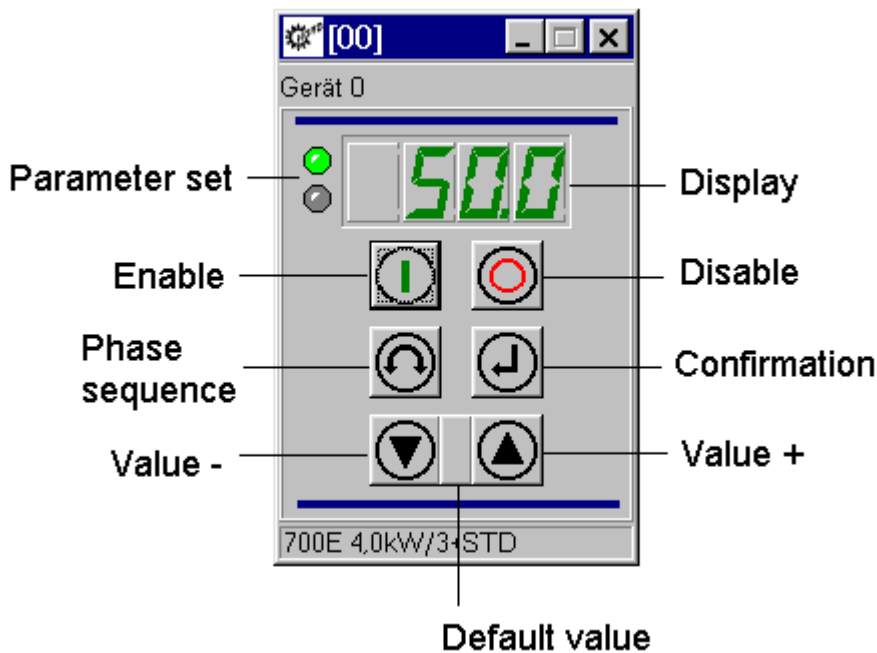 [00]
Gerät 0
50.0
Parameter set
Display
Enable
Disable
Phase
sequence
Confirmation
Value -
Value +
700E 4,0kW/3+STD
Default value